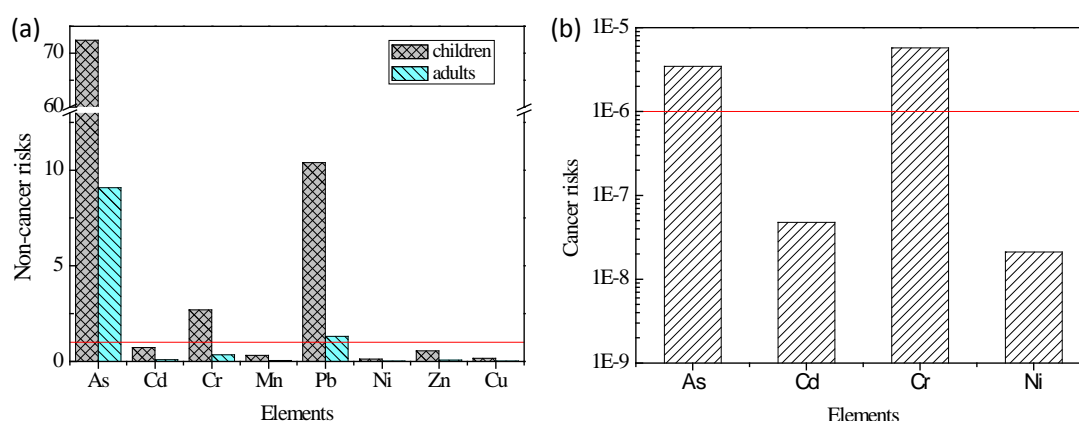 (a)
70
60
10
5
0
Non-cancer risks
children
adults
As Cd Cr Mn Pb Ni Zn Cu
Elements
(b)
1E-5
1E-6
1E-7
1E-8
1E-9
Cancer risks
As Cd Cr Ni
Elements